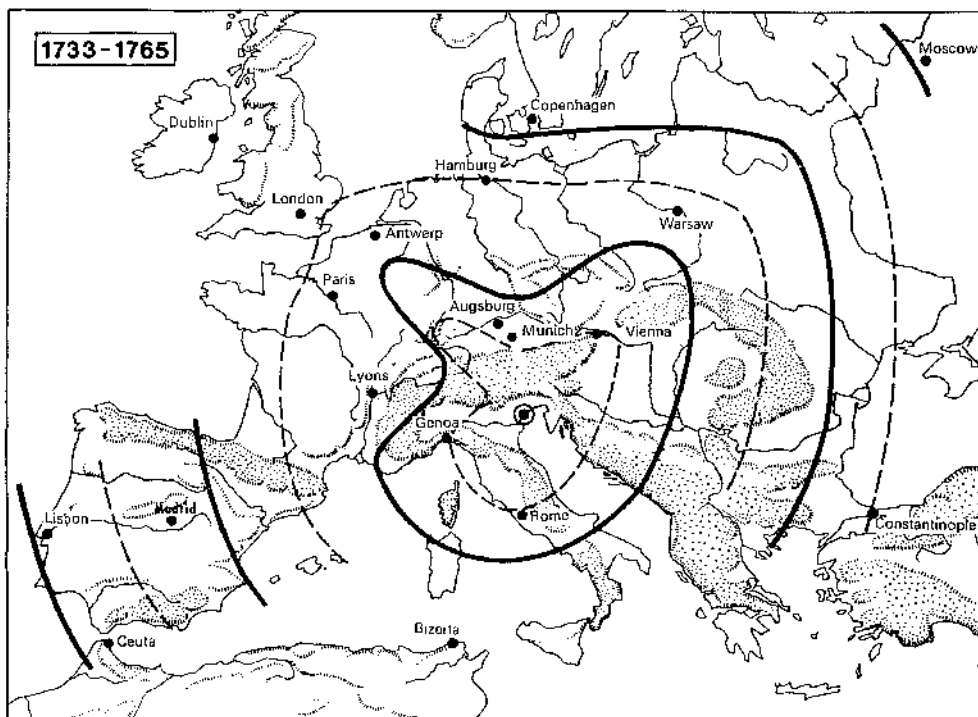 1733-1765
Moscow
Copenhagen
Dublin
Hamburg
London
Warsaw
Antwerp
Paris
Augsburg
Munich
Vienna
Lyons
Genoa
Madrid
Lisbon
Rome
Constantinople
Ceuta
Bizerta